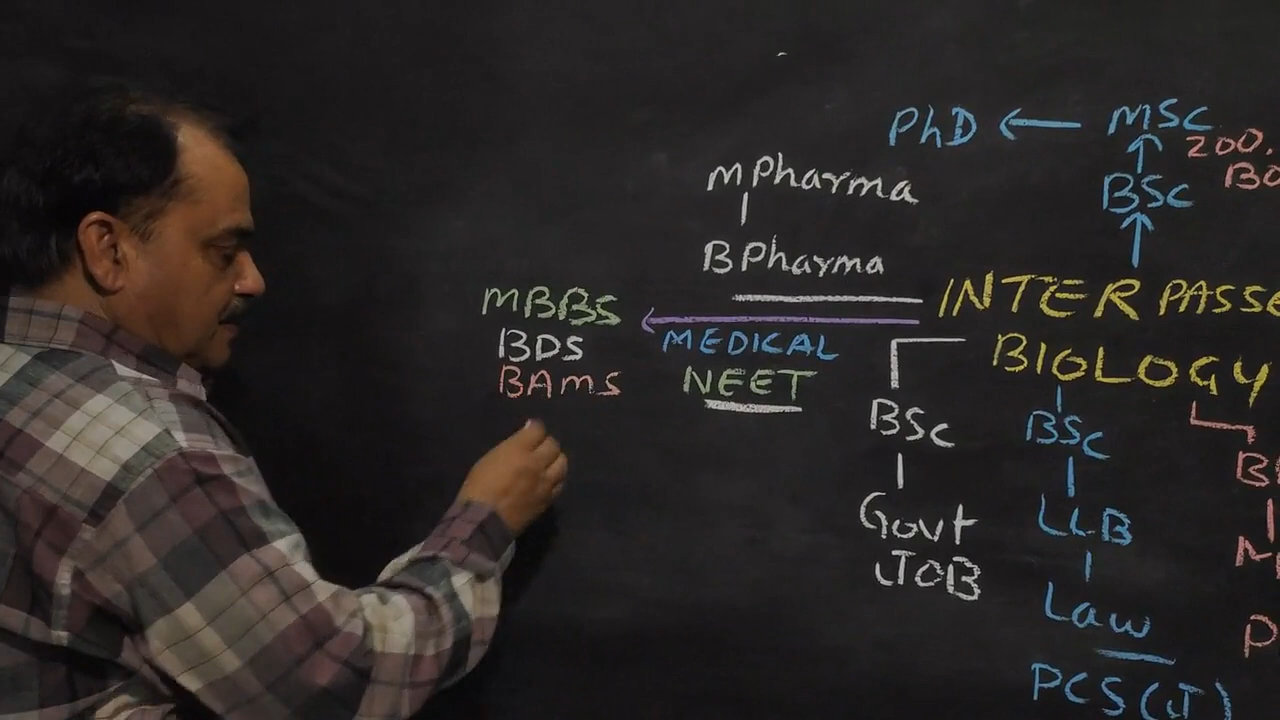 PhD ← MSC
200.
MPharma
BSC
BPharma
INTER PASSE
MBBS
MEDICAL
BDS
BIOLOGY
NEET
BAMS
BSC
BSC
Govt
JOB
LLB
Law
PCS(J)